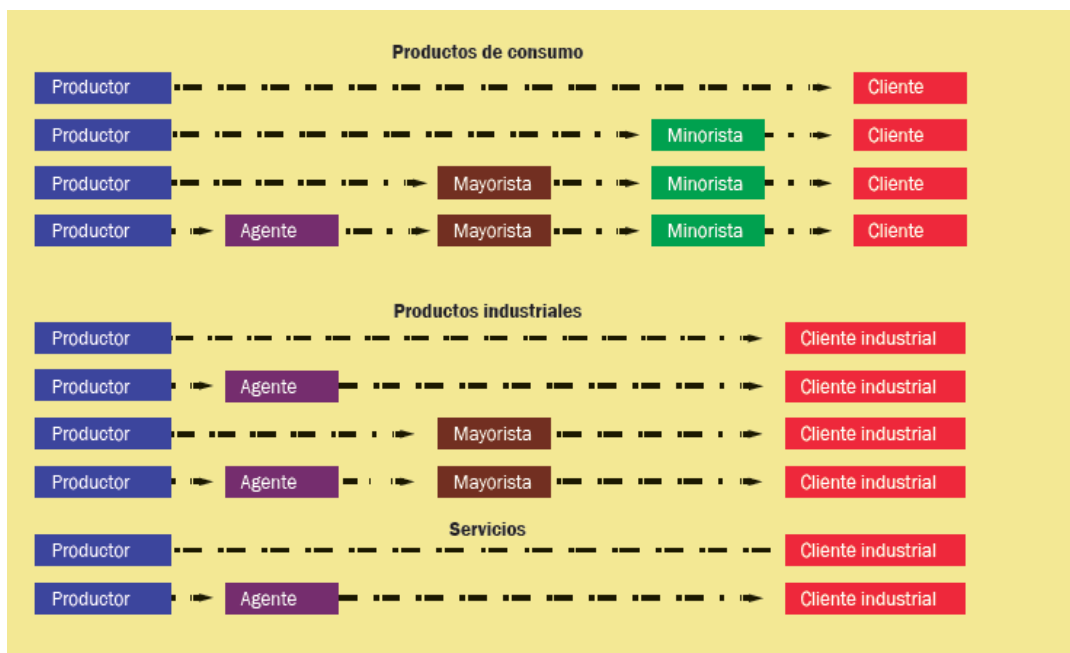 Productos de consumo
Productor Cliente
Productor Minorista Cliente
Productor Mayorista Minorista Cliente
Productor Agente Mayorista Minorista Cliente
Productos industriales
Productor Cliente industrial
Productor Agente Cliente industrial
Productor Mayorista Cliente industrial
Productor Agente Mayorista Cliente industrial
Servicios
Productor Cliente industrial
Productor Agente Cliente industrial